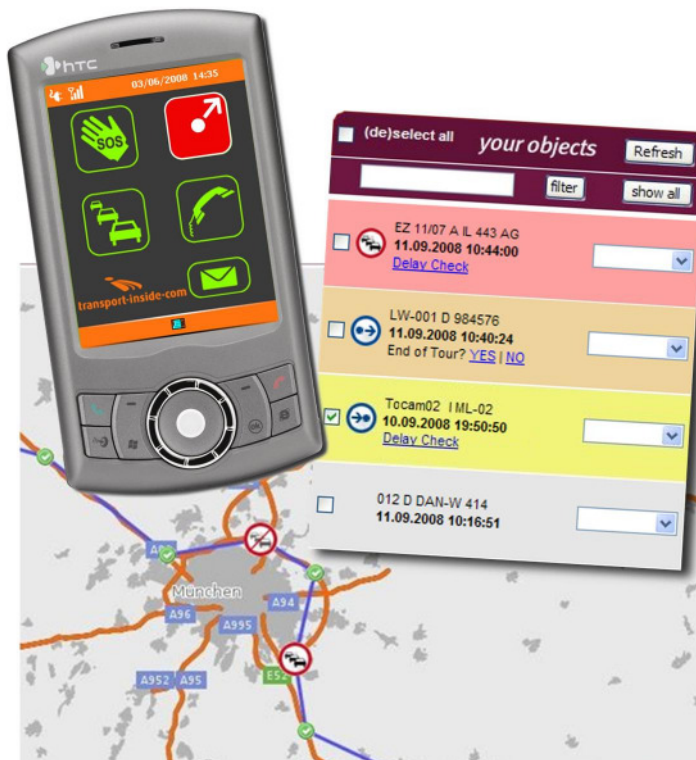 hTC
03/06/2008 14:35
SOS
transport-inside-com
(de)select all
your objects
Refresh
filter
show all
EZ 11/07 A IL 443 AG
11.09.2008 10:44:00
Delay Check
LW-001 D 984576
11.09.2008 10:40:24
End of Tour? YES | NO
Tocam02 I ML-02
10.09.2008 19:50:50
Delay Check
012 D DAN-W 414
11.09.2008 10:16:51
ok
München
A94
A96
A995
E52
A952
A95